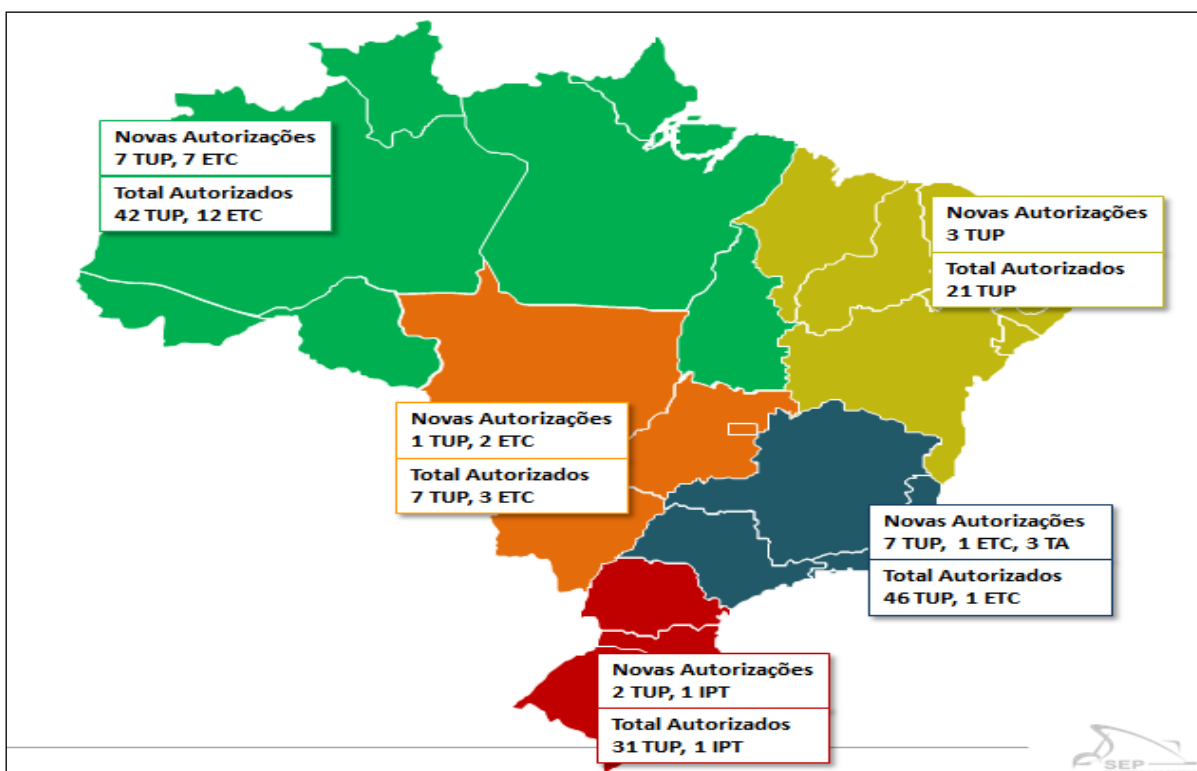 Novas Autorizações
7 TUP, 7 ETC
Total Autorizados
42 TUP, 12 ETC
Novas Autorizações
3 TUP
Total Autorizados
21 TUP
Novas Autorizações
1 TUP, 2 ETC
Total Autorizados
7 TUP, 3 ETC
Novas Autorizações
7 TUP, 1 ETC, 3 TA
Total Autorizados
46 TUP, 1 ETC
Novas Autorizações
2 TUP, 1 IPT
Total Autorizados
31 TUP, 1 IPT
SEP